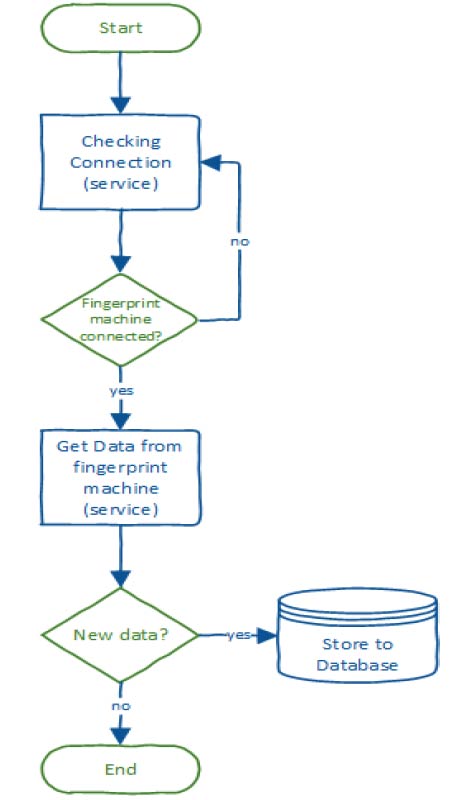 Start
Checking
Connection
(service)
no
Fingerprint
machine
connected?
yes
Get Data from
fingerprint
machine
(service)
New data?
yes
Store to
Database
no
End